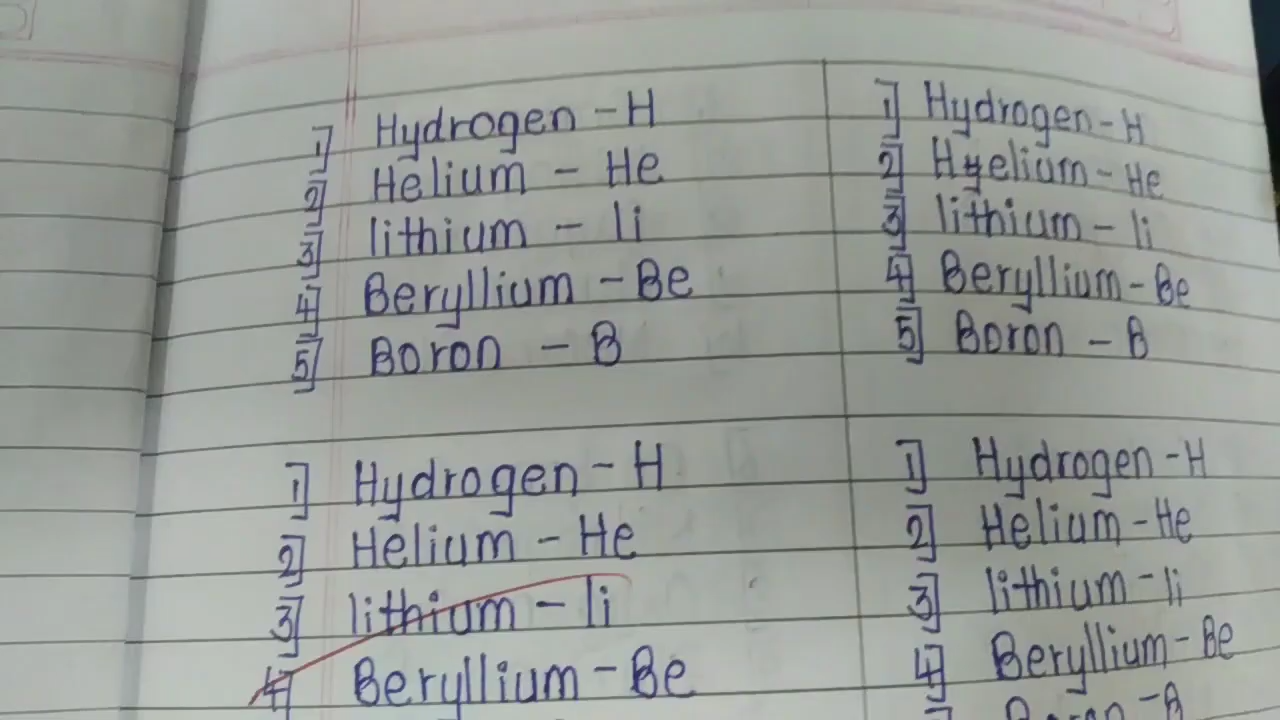 1] Hydrogen - H
2] Helium - He
3] lithium - li
4] Beryllium - Be
5] Boron - B
1] Hydrogen - H
2] Hyelium - He
3] lithium - li
4] Beryllium - Be
5] Boron - B
1] Hydrogen - H
2] Helium - He
3] lithium - li
4] Beryllium - Be
1] Hydrogen - H
2] Helium - He
3] lithium - li
4] Beryllium - Be
Boron - B